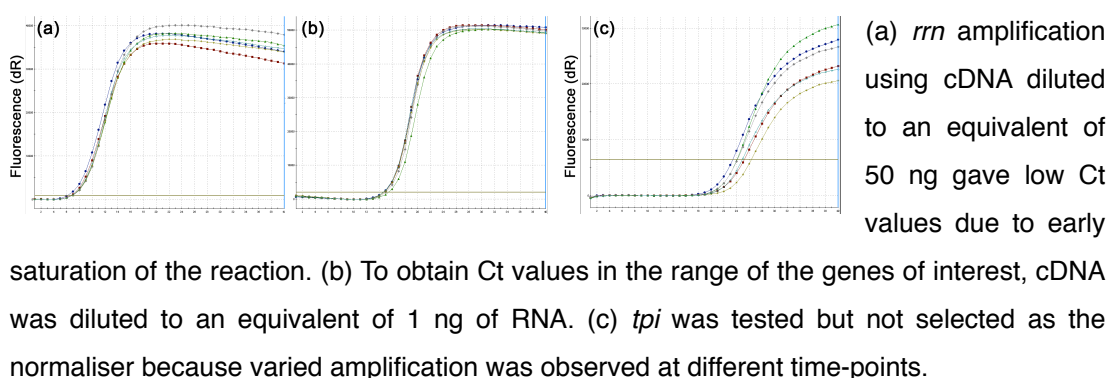 (a)
(b)
(c)
Fluorescence (dR)
Fluorescence (dR)
(a) rrn amplification
using cDNA diluted
to an equivalent of
50 ng gave low Ct
values due to early
saturation of the reaction. (b) To obtain Ct values in the range of the genes of interest, cDNA
was diluted to an equivalent of 1 ng of RNA. (c) tpi was tested but not selected as the
normaliser because varied amplification was observed at different time-points.